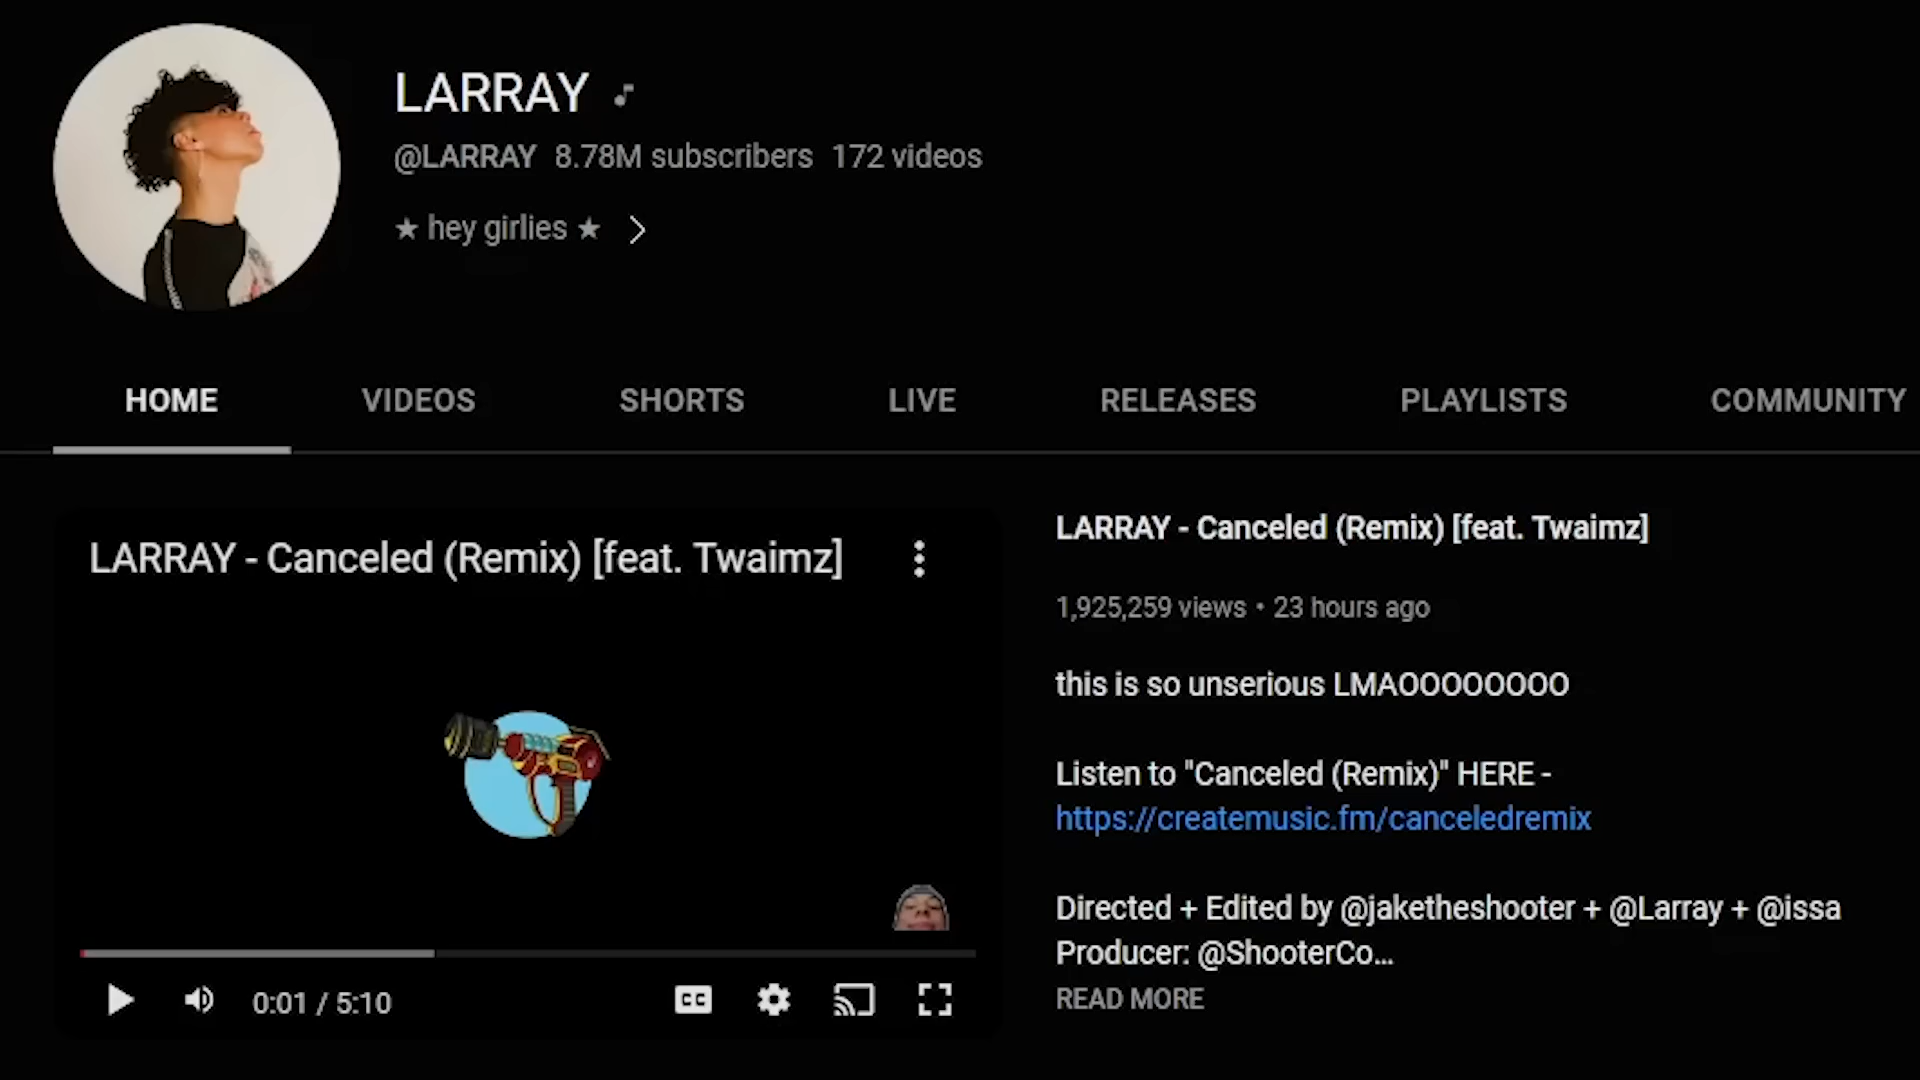 LARRAY
@LARRAY 8.78M subscribers 172 videos
★ hey girlies ★
HOME VIDEOS SHORTS LIVE RELEASES PLAYLISTS COMMUNITY
LARRAY - Canceled (Remix) [feat. Twaimz]
0:01 / 5:10
CC
LARRAY - Canceled (Remix) [feat. Twaimz]
1,925,259 views • 23 hours ago
this is so unserious LMAOOOOOOOO
Listen to "Canceled (Remix)" HERE -
https://createmusic.fm/canceledremix
Directed + Edited by @jaketheshooter + @Larray + @issa
Producer: @ShooterCo...
READ MORE